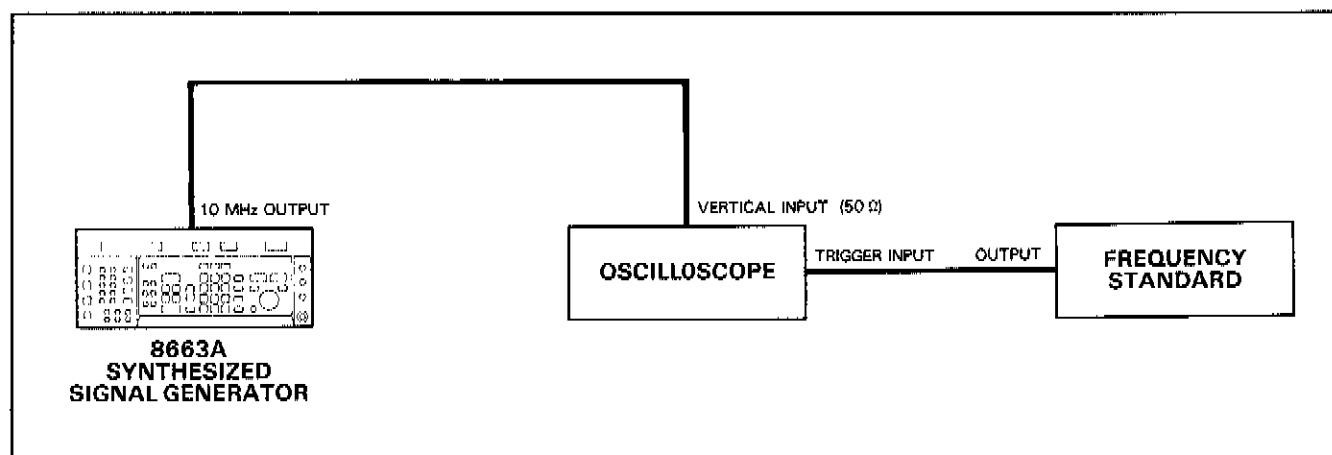 10 MHz OUTPUT
VERTICAL INPUT (50 Ω)
OSCILLOSCOPE
TRIGGER INPUT
OUTPUT
FREQUENCY
STANDARD
8663A
SYNTHESIZED
SIGNAL GENERATOR